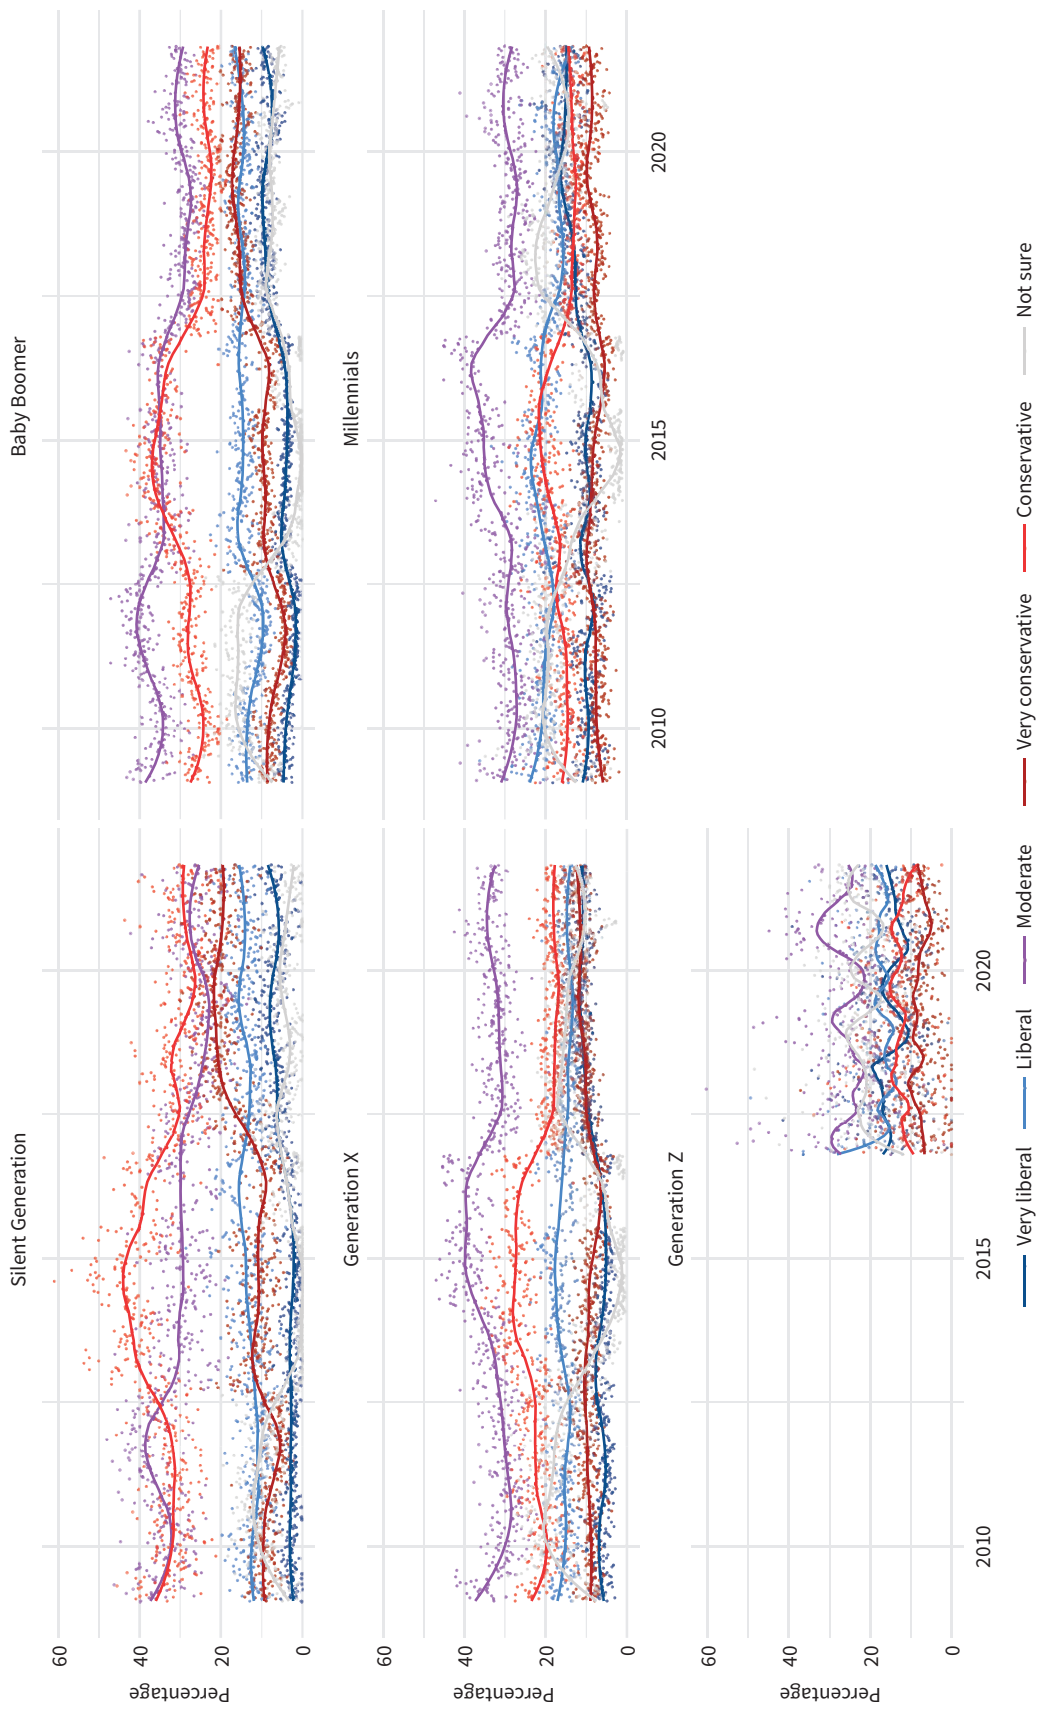 Silent Generation
Baby Boomer
Percentage
60
40
20
0
Generation X
Millennials
Percentage
60
40
20
0
2010
2015
2020
Generation Z
Percentage
60
40
20
0
2010
2015
2020
Very liberal
Liberal
Moderate
Very conservative
Conservative
Not sure